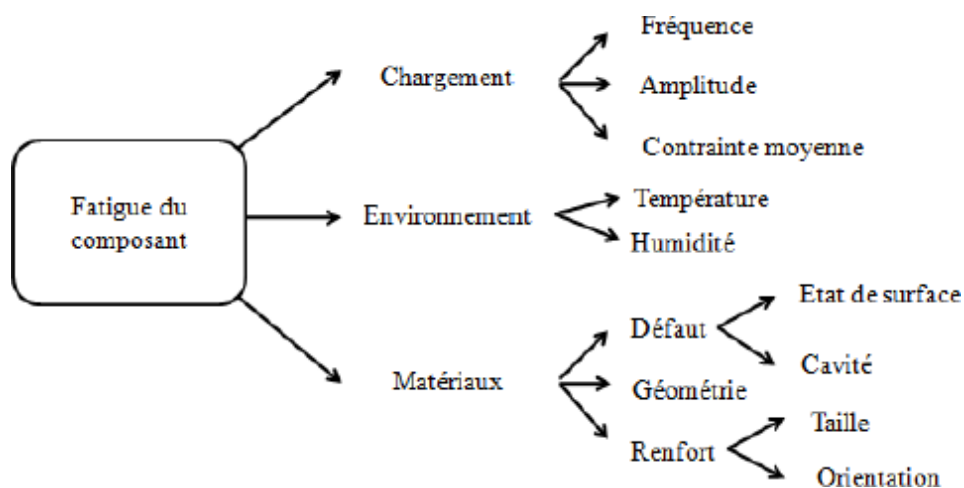 Fréquence
Chargement
Amplitude
Contrainte moyenne
Fatigue du
composant
Environnement
Température
Humidité
Matériaux
Défaut
Etat de surface
Cavité
Géométrie
Renfort
Taille
Orientation